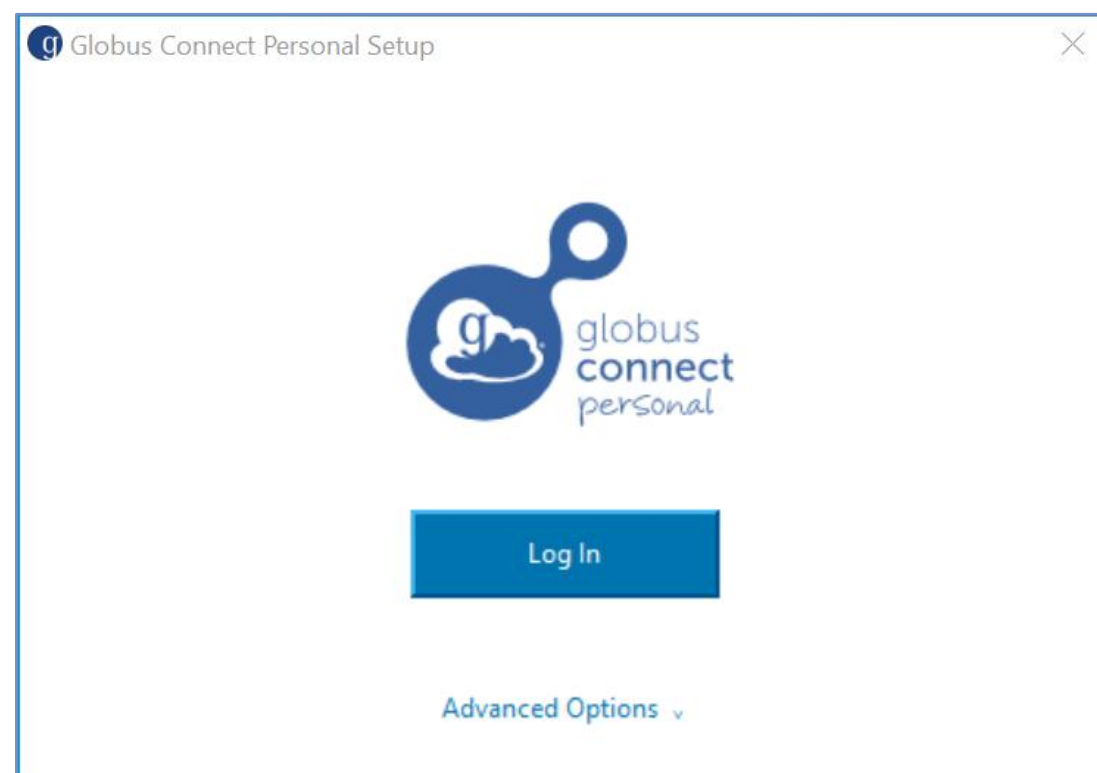 g Globus Connect Personal Setup
g
globus
connect
personal
Log In
Advanced Options